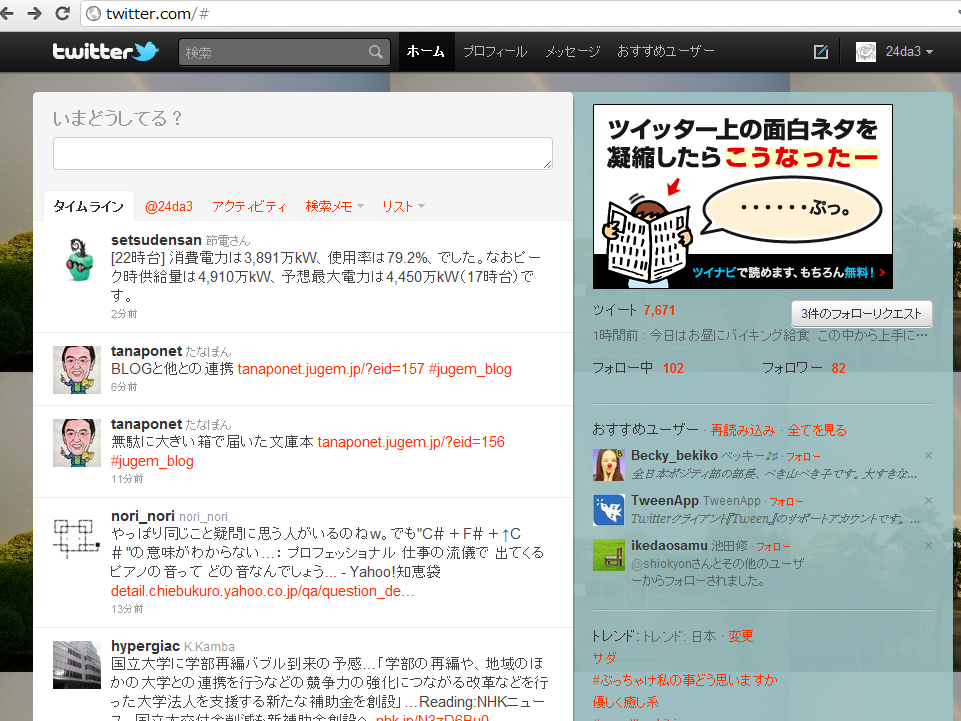 twitter.com/#
twitter
検索
ホーム
プロフィール
メッセージ
おすすめユーザー
24da3
いまどうしてる？
タイムライン
@24da3
アクティビティ
検索メモ
リスト
setsudensan 節電さん
[22時台] 消費電力は3,891万kW、使用率は79.2%、でした。なおピー
ク時供給量は4,910万kW、予想最大電力は4,450万kW(17時台)で
す。
2分前
tanaponet たなぽん
BLOGと他との連携 tanaponet.jugem.jp/?eid=157 #jugem_blog
6分前
tanaponet たなぽん
無駄に大きい箱で届いた文庫本 tanaponet.jugem.jp/?eid=156
#jugem_blog
11分前
nori_nori nori_nori
やっぱり同じこと疑問に思う人がいるのねｗ。でも"C＃＋F＃＋↑C
＃"の意味がわからない…： プロフェッショナル 仕事の流儀で 出てくる
ピアノの音って どの音なんでしょう... - Yahoo!知恵袋
detail.chiebukuro.yahoo.co.jp/qa/question_de…
13分前
hypergiac K.Kamba
国立大学に学部再編バブル到来の予感…「学部の再編や、地域のほ
かの大学との連携を行うなどの競争力の強化につながる改革などを行
った大学法人を支援する新たな補助金を創設」…Reading:NHKニュ
ース 国立大交付金削減も新補助金創設へ nhk.jp/N3zD6Bu0
ツイッター上の面白ネタを
凝縮したらこうなったー
・・・・・・ぷっ。
ツイナビで読めます、もちろん無料！ >
ツイート 7,671
3件のフォローリクエスト
1時間前：今日はお昼にバイキング給食 この中から上手に…
フォロー中 102
フォロワー 82
おすすめユーザー · 再読み込み · 全てを見る
Becky_bekiko ベッキー♪♯ · フォロー
全日本ポジティ部の部長、べき山べき子です。大すきな…
TweenApp TweenApp · フォロー
Twitterクライアント『Tween』のサポートアカウントです。…
ikedaosamu 池田修 · フォロー
@shiokyonさんとその他のユーザ
ーからフォローされました。
トレンド: トレンド: 日本 · 変更
サダ
#ぶっちゃけ私の事どう思いますか
優しく癒し系